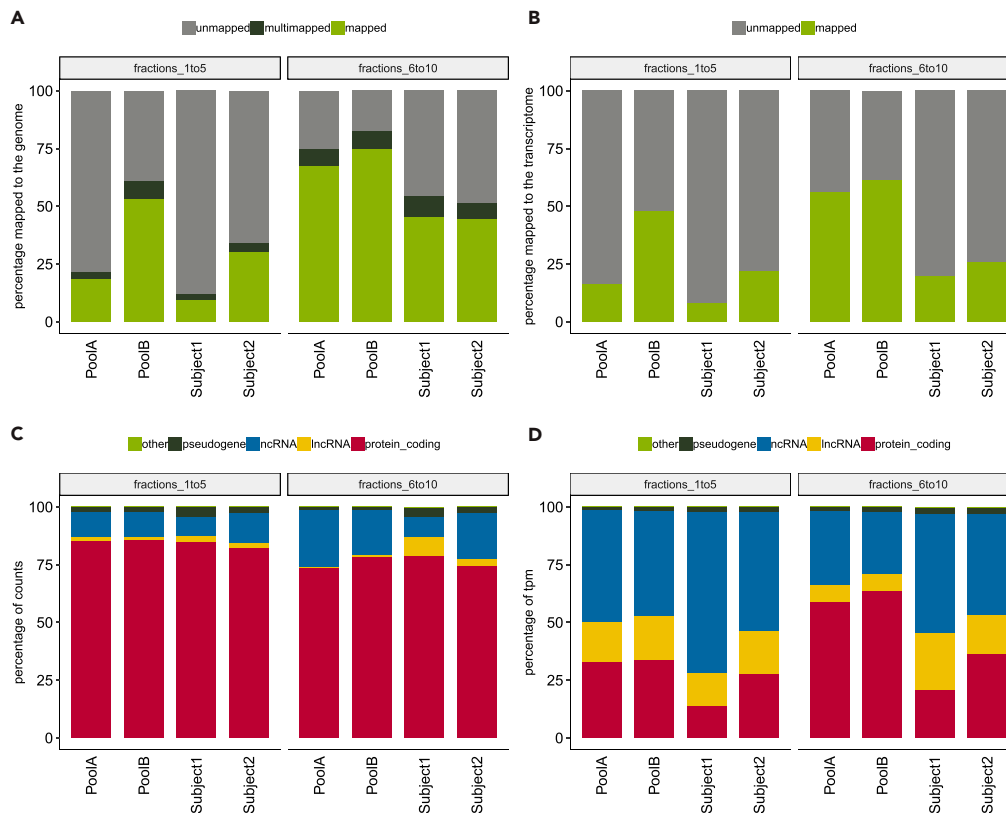 A
unmapped multimapped mapped
fractions_1to5 fractions_6to10
percentage mapped to the genome
100
75
50
25
0
PoolA PoolB Subject1 Subject2 PoolA PoolB Subject1 Subject2
B
unmapped mapped
fractions_1to5 fractions_6to10
percentage mapped to the transcriptome
100
75
50
25
0
PoolA PoolB Subject1 Subject2 PoolA PoolB Subject1 Subject2
C
other pseudogene ncRNA lncRNA protein_coding
fractions_1to5 fractions_6to10
percentage of counts
100
75
50
25
0
PoolA PoolB Subject1 Subject2 PoolA PoolB Subject1 Subject2
D
other pseudogene ncRNA lncRNA protein_coding
fractions_1to5 fractions_6to10
percentage of tpm
100
75
50
25
0
PoolA PoolB Subject1 Subject2 PoolA PoolB Subject1 Subject2